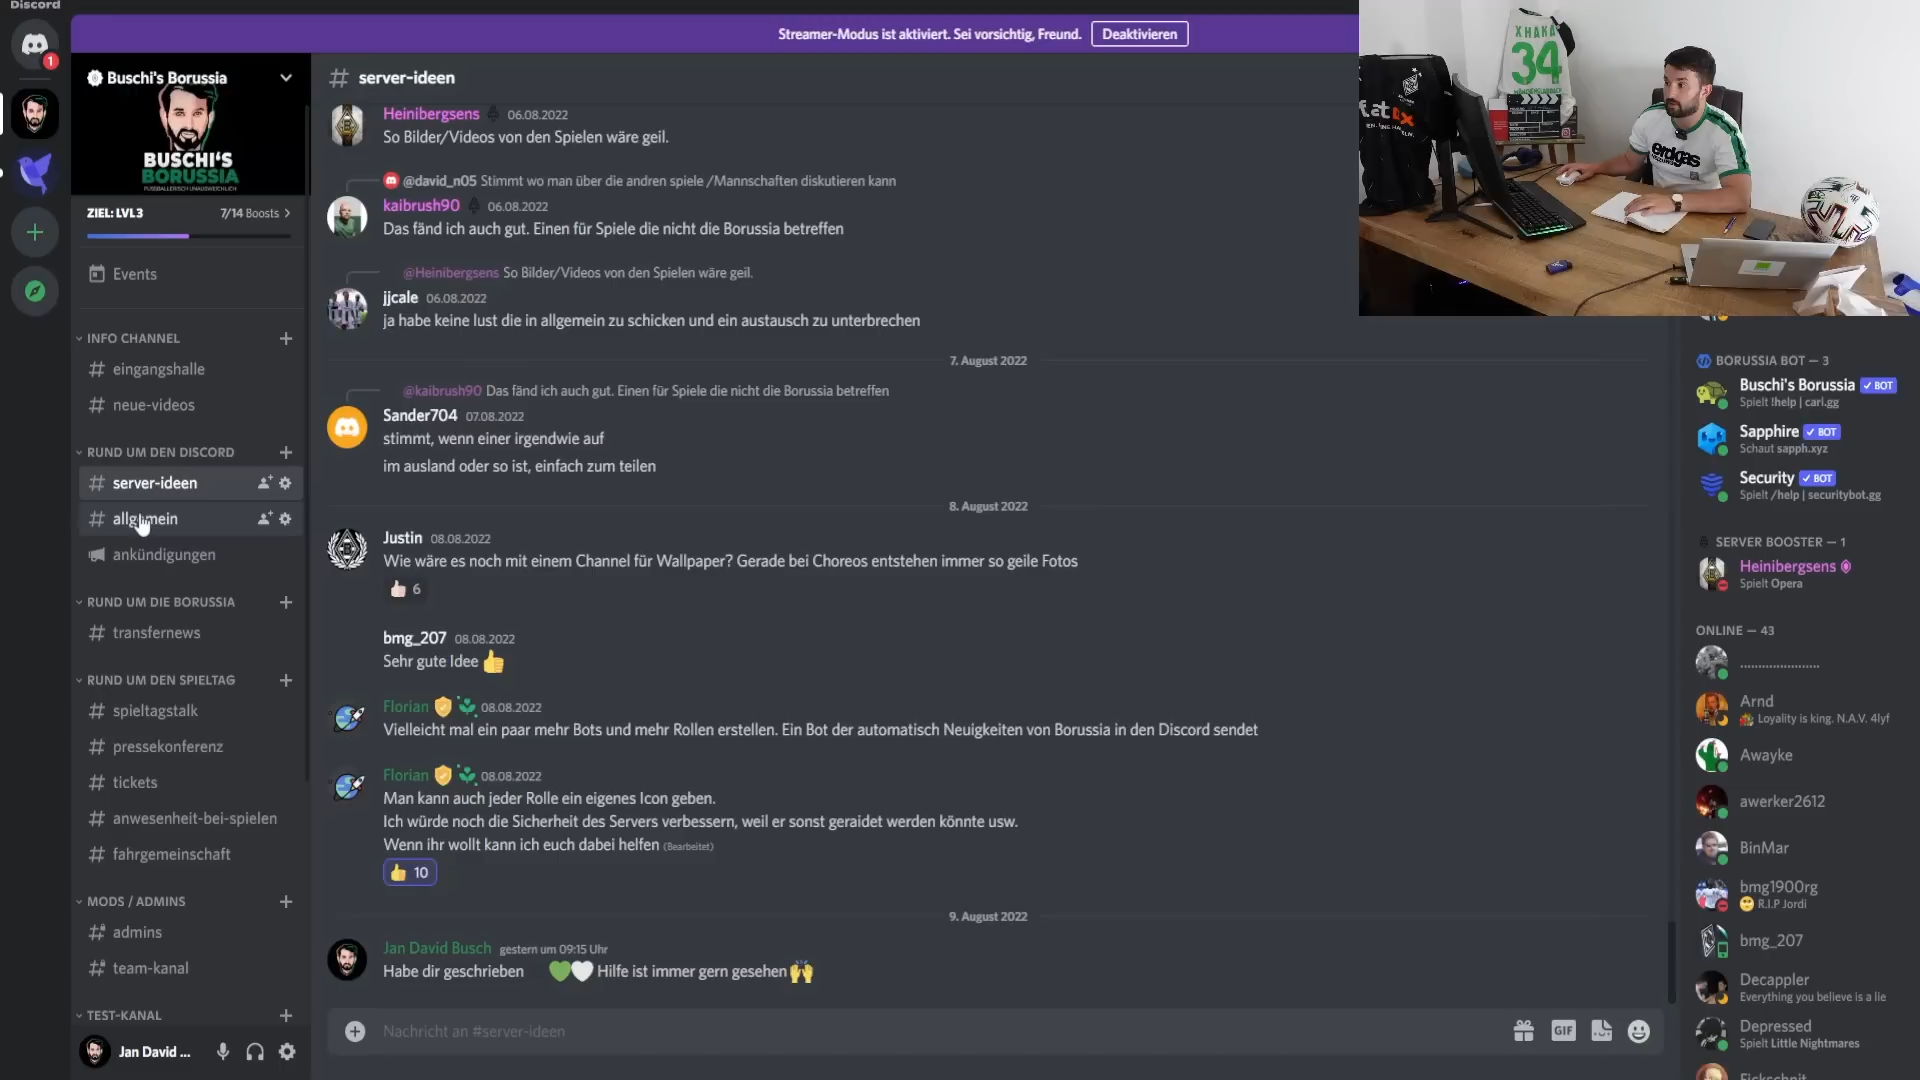 Discord
Streamer-Modus ist aktiviert. Sei vorsichtig, Freund.
Deaktivieren
1
Buschi's Borussia
BUSCHI'S
BORUSSIA
FUSSBALLERISCH UNAUSWEICHLICH
ZIEL: LVL3
7/14 Boosts
Events
INFO CHANNEL
eingangshalle
neue-videos
RUND UM DEN DISCORD
server-ideen
allgemein
ankündigungen
RUND UM DIE BORUSSIA
transfernews
RUND UM DEN SPIELTAG
spieltagstalk
pressekonferenz
tickets
anwesenheit-bei-spielen
fahrgemeinschaft
MODS / ADMINS
admins
team-kanal
TEST-KANAL
Jan David ...
# server-ideen
Heinibergsens 06.08.2022
So Bilder/Videos von den Spielen wäre geil.
@david_n05 Stimmt wo man über die andren spiele /Mannschaften diskutieren kann
kaibrush90 06.08.2022
Das fänd ich auch gut. Einen für Spiele die nicht die Borussia betreffen
@Heinibergsens So Bilder/Videos von den Spielen wäre geil.
jjcale 06.08.2022
ja habe keine lust die in allgemein zu schicken und ein austausch zu unterbrechen
7. August 2022
@kaibrush90 Das fänd ich auch gut. Einen für Spiele die nicht die Borussia betreffen
Sander704 07.08.2022
stimmt, wenn einer irgendwie auf
im ausland oder so ist, einfach zum teilen
8. August 2022
Justin 08.08.2022
Wie wäre es noch mit einem Channel für Wallpaper? Gerade bei Choreos entstehen immer so geile Fotos
👍 6
bmg_207 08.08.2022
Sehr gute Idee 👍
Florian 08.08.2022
Vielleicht mal ein paar mehr Bots und mehr Rollen erstellen. Ein Bot der automatisch Neuigkeiten von Borussia in den Discord sendet
Florian 08.08.2022
Man kann auch jeder Rolle ein eigenes Icon geben.
Ich würde noch die Sicherheit des Servers verbessern, weil er sonst geraidet werden könnte usw.
Wenn ihr wollt kann ich euch dabei helfen (Bearbeitet)
👍 10
9. August 2022
Jan David Busch gestern um 09:15 Uhr
Habe dir geschrieben 💚🤍 Hilfe ist immer gern gesehen 🙌
Nachricht an #server-ideen
GIF
XHAKA
34
MÖNCHENGLADBACH
erdgas
BORUSSIA BOT — 3
Buschi's Borussia ✓ BOT
Spielt !help | carl.gg
Sapphire ✓ BOT
Schaut sapph.xyz
Security ✓ BOT
Spielt /help | securitybot.gg
SERVER BOOSTER — 1
Heinibergsens
Spielt Opera
ONLINE — 43
......................
Arnd
Loyality is king. N.A.V. 4lyf
Awayke
awerker2612
BinMar
bmg1900rg
R.I.P Jordi
bmg_207
Decappler
Everything you believe is a lie
Depressed
Spielt Little Nightmares